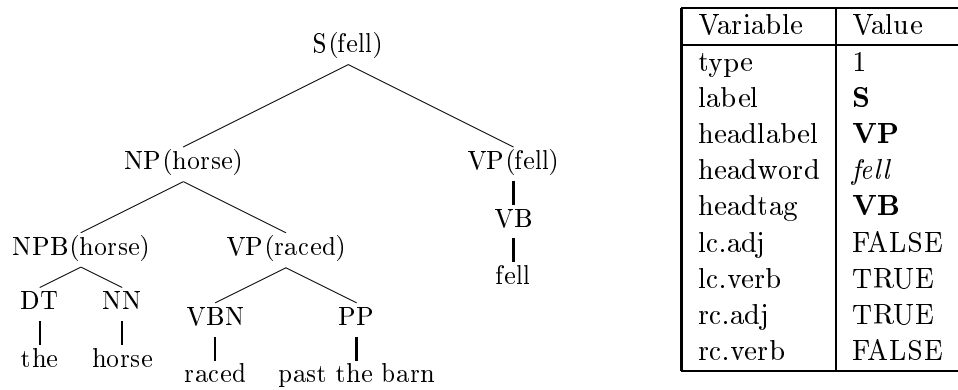 S(fell)
NP(horse) VP(fell)
NPB(horse) VP(raced) VB
DT NN VBN PP fell
the horse raced past the barn
Variable Value
type 1
label S
headlabel VP
headword fell
headtag VB
lc.adj FALSE
lc.verb TRUE
rc.adj TRUE
rc.verb FALSE